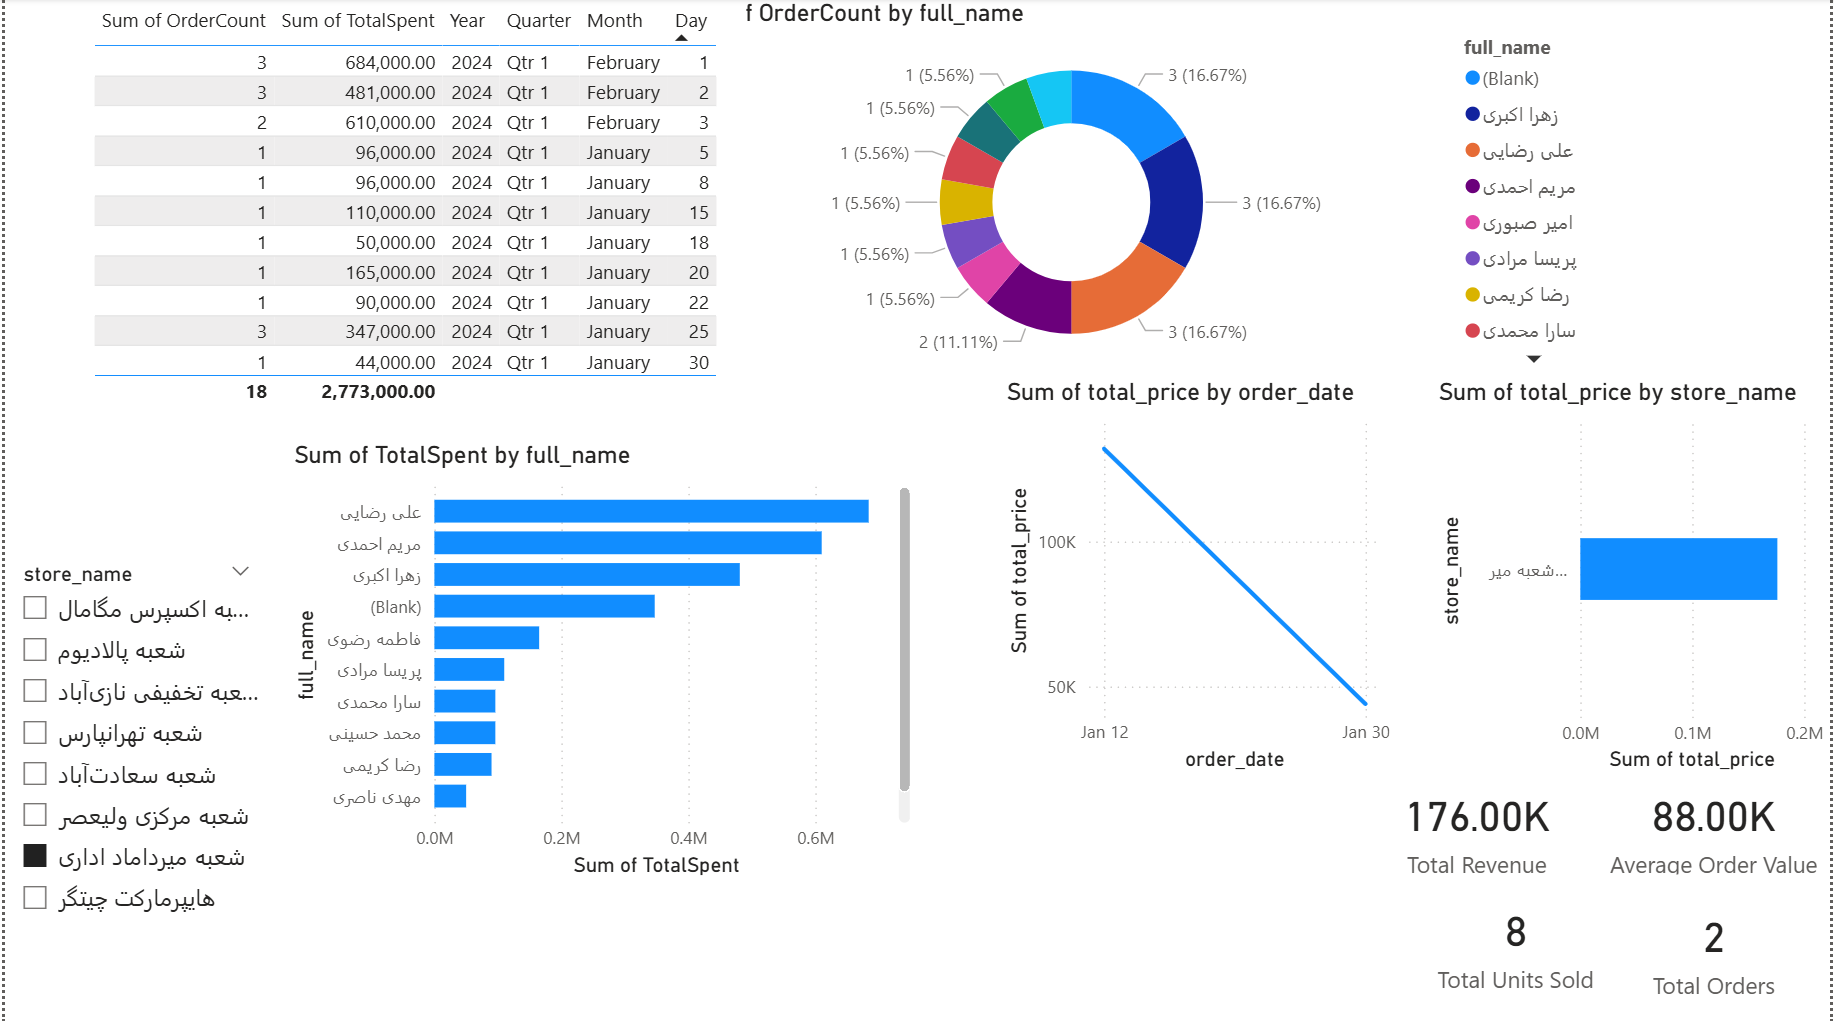 Sum of OrderCount Sum of TotalSpent Year Quarter Month Day
3 684,000.00 2024 Qtr 1 February 1
3 481,000.00 2024 Qtr 1 February 2
2 610,000.00 2024 Qtr 1 February 3
1 96,000.00 2024 Qtr 1 January 5
1 96,000.00 2024 Qtr 1 January 8
1 110,000.00 2024 Qtr 1 January 15
1 50,000.00 2024 Qtr 1 January 18
1 165,000.00 2024 Qtr 1 January 20
1 90,000.00 2024 Qtr 1 January 22
3 347,000.00 2024 Qtr 1 January 25
1 44,000.00 2024 Qtr 1 January 30
18 2,773,000.00
f OrderCount by full_name
3 (16.67%)
3 (16.67%)
3 (16.67%)
2 (11.11%)
1 (5.56%)
1 (5.56%)
1 (5.56%)
1 (5.56%)
1 (5.56%)
1 (5.56%)
1 (5.56%)
full_name
(Blank)
زهرا اکبری
علی رضایی
مریم احمدی
امیر صبوری
پریسا مرادی
رضا کریمی
سارا محمدی
Sum of TotalSpent by full_name
full_name
علی رضایی
مریم احمدی
زهرا اکبری
(Blank)
فاطمه رضوی
پریسا مرادی
سارا محمدی
محمد حسینی
رضا کریمی
مهدی ناصری
0.0M 0.2M 0.4M 0.6M
Sum of TotalSpent
Sum of total_price by order_date
Sum of total_price
100K
50K
Jan 12 Jan 30
order_date
Sum of total_price by store_name
store_name
شعبه میر...
0.0M 0.1M 0.2M
Sum of total_price
store_name
...به اکسپرس مگامال
شعبه پالادیوم
...عبه تخفیفی نازی‌آباد
شعبه تهرانپارس
شعبه سعادت‌آباد
شعبه مرکزی ولیعصر
شعبه میرداماد اداری
هایپرمارکت چیتگر
176.00K
Total Revenue
88.00K
Average Order Value
8
Total Units Sold
2
Total Orders